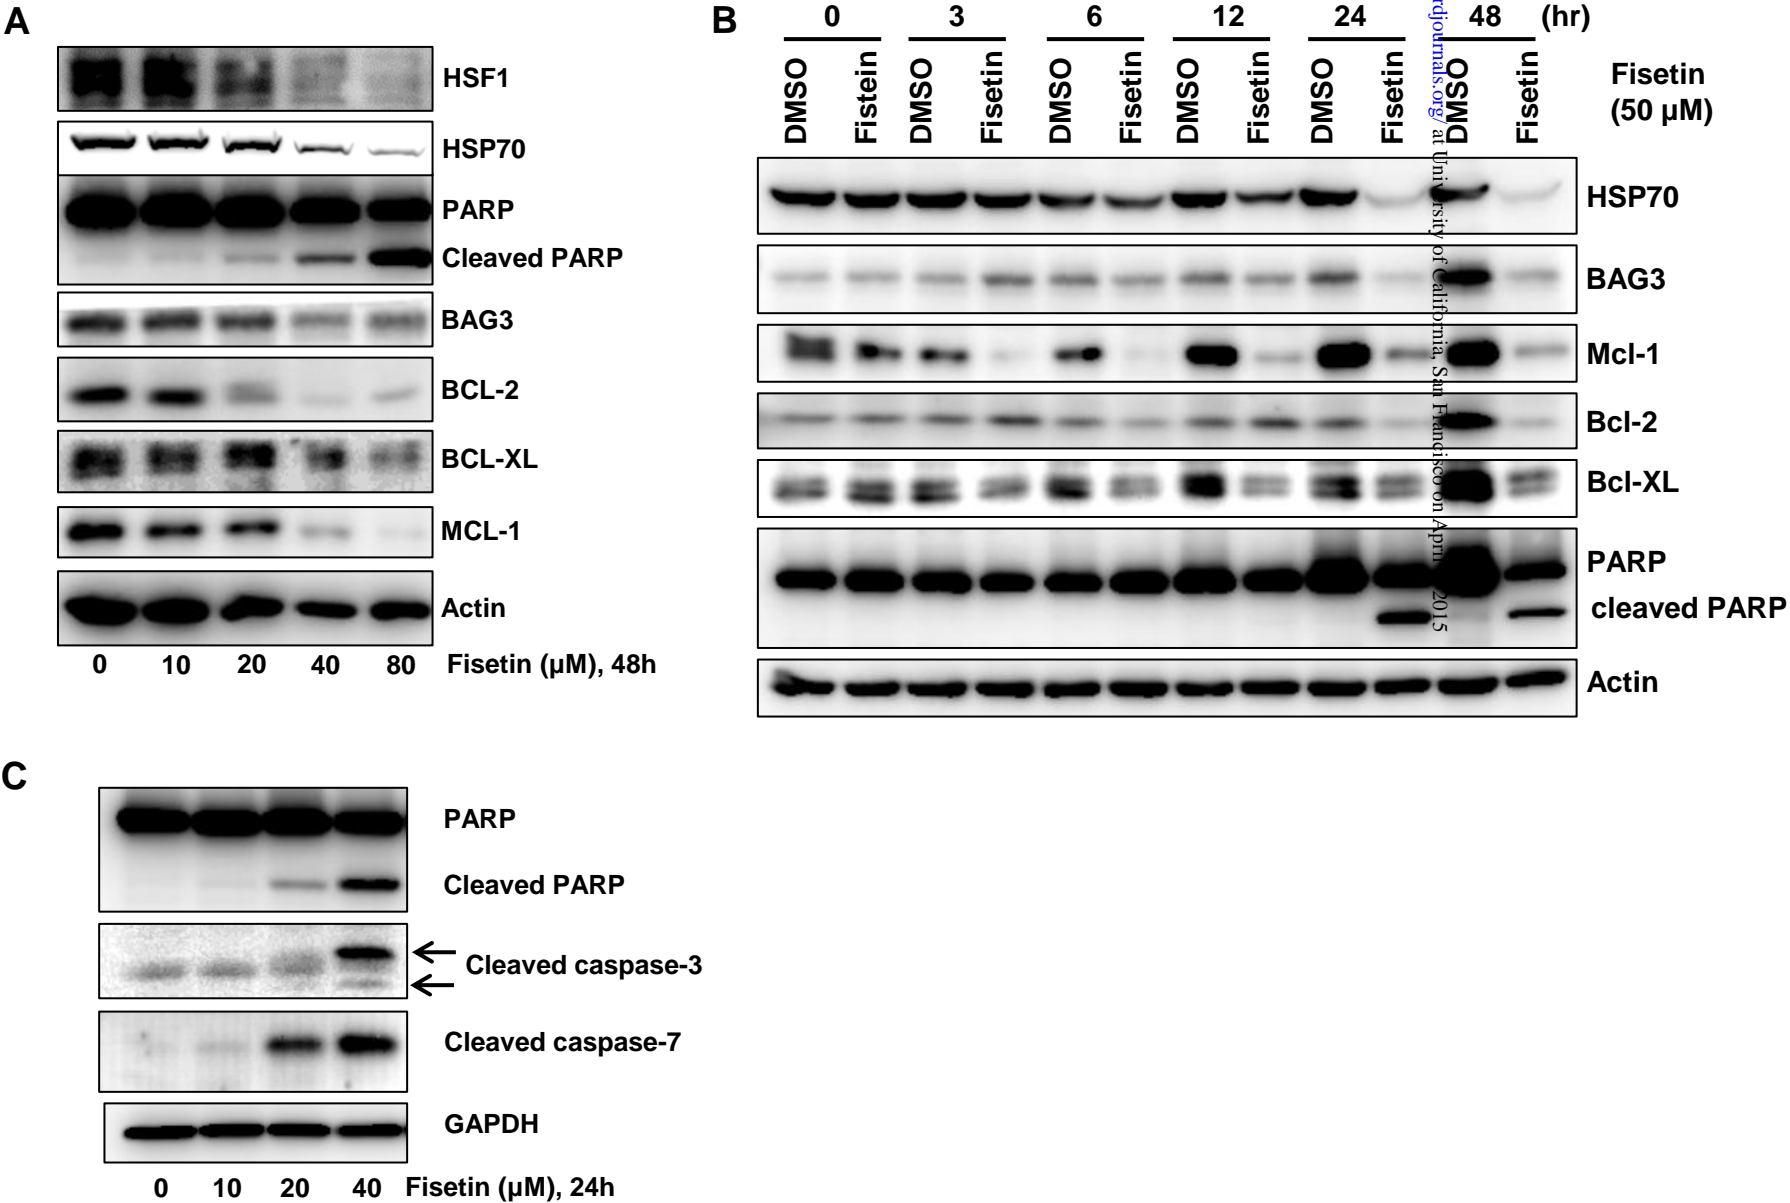 A
HSF1
HSP70
PARP
Cleaved PARP
BAG3
BCL-2
BCL-XL
MCL-1
Actin
0 10 20 40 80 Fisetin (µM), 48h
B
0 3 6 12 24 48 (hr)
DMSO Fistein DMSO Fisetin DMSO Fisetin DMSO Fisetin DMSO Fisetin DMSO Fisetin
Fisetin
(50 µM)
HSP70
BAG3
Mcl-1
Bcl-2
Bcl-XL
PARP
cleaved PARP
Actin
rdjournals.org/ at University of California, San Francisco on April 2015
C
PARP
Cleaved PARP
Cleaved caspase-3
Cleaved caspase-7
GAPDH
0 10 20 40 Fisetin (µM), 24h